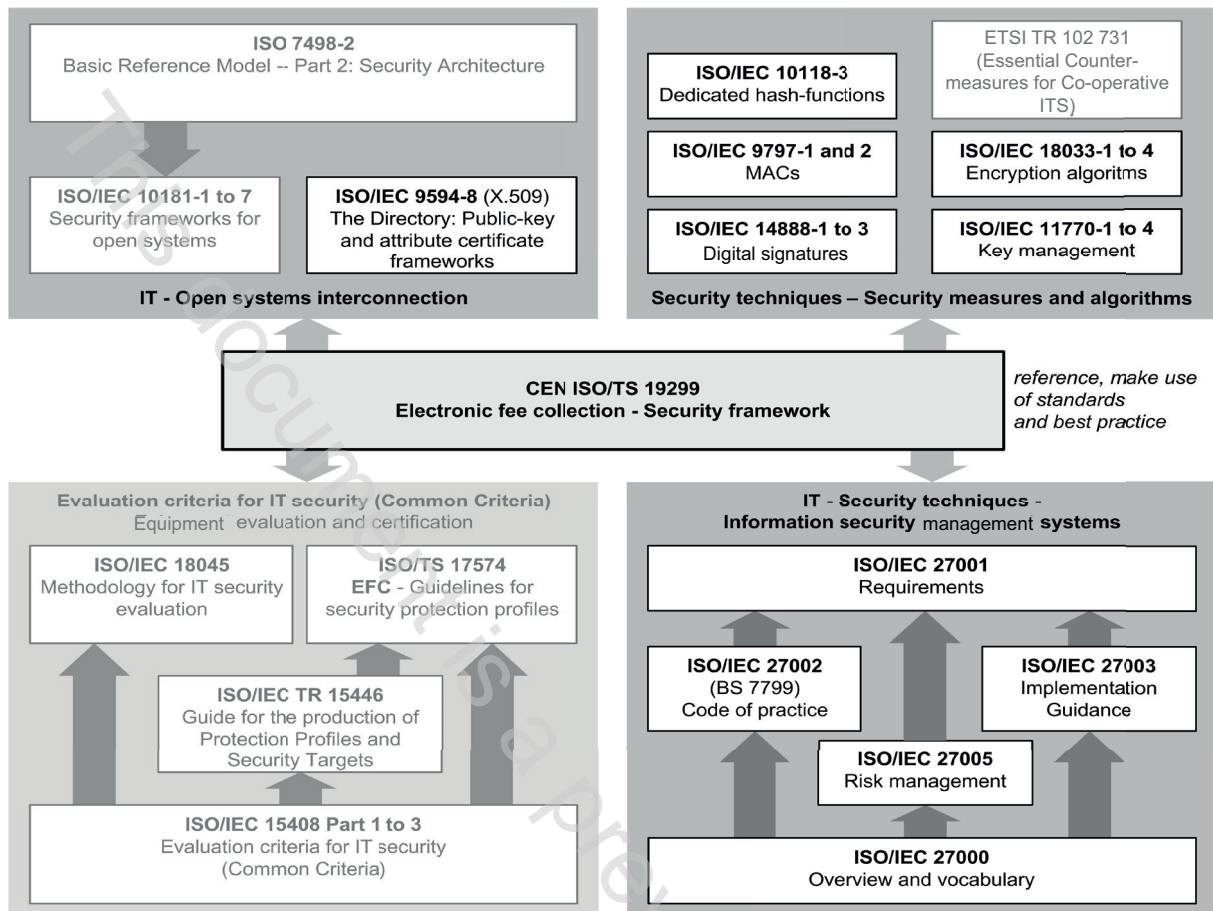 ISO 7498-2
Basic Reference Model -- Part 2: Security Architecture
ISO/IEC 10181-1 to 7
Security frameworks for
open systems
ISO/IEC 9594-8 (X.509)
The Directory: Public-key
and attribute certificate
frameworks
IT - Open systems interconnection
ISO/IEC 10118-3
Dedicated hash-functions
ETSI TR 102 731
(Essential Counter-
measures for Co-operative
ITS)
ISO/IEC 9797-1 and 2
MACs
ISO/IEC 18033-1 to 4
Encryption algoritms
ISO/IEC 14888-1 to 3
Digital signatures
ISO/IEC 11770-1 to 4
Key management
Security techniques – Security measures and algorithms
CEN ISO/TS 19299
Electronic fee collection - Security framework
reference, make use
of standards
and best practice
Evaluation criteria for IT security (Common Criteria)
Equipment evaluation and certification
ISO/IEC 18045
Methodology for IT security
evaluation
ISO/TS 17574
EFC - Guidelines for
security protection profiles
ISO/IEC TR 15446
Guide for the production of
Protection Profiles and
Security Targets
ISO/IEC 15408 Part 1 to 3
Evaluation criteria for IT security
(Common Criteria)
IT - Security techniques -
Information security management systems
ISO/IEC 27001
Requirements
ISO/IEC 27002
(BS 7799)
Code of practice
ISO/IEC 27003
Implementation
Guidance
ISO/IEC 27005
Risk management
ISO/IEC 27000
Overview and vocabulary
This document is a prev